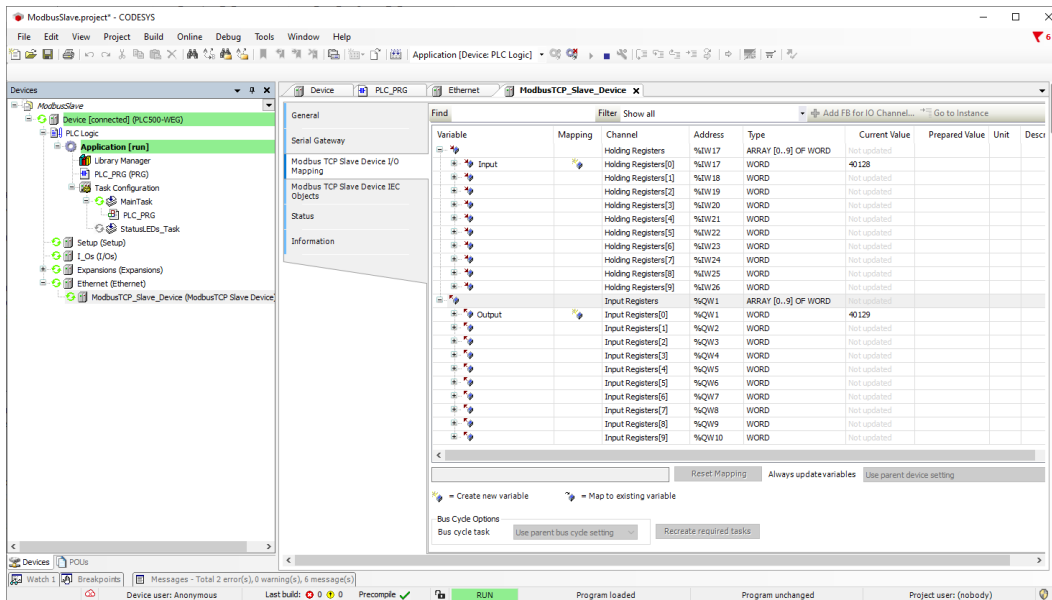 ModbusSlave.project* - CODESYS
File Edit View Project Build Online Debug Tools Window Help
6
Application [Device: PLC Logic]
Devices
ModbusSlave
Device [connected] (PLC500-WEG)
PLC Logic
Application [run]
Library Manager
PLC_PRG (PRG)
Task Configuration
MainTask
PLC_PRG
StatusLEDs_Task
Setup (Setup)
I_Os (I/Os)
Expansions (Expansions)
Ethernet (Ethernet)
ModbusTCP_Slave_Device (ModbusTCP Slave Device)
Devices POUs
Device PLC_PRG Ethernet ModbusTCP_Slave_Device
General
Serial Gateway
Modbus TCP Slave Device I/O
Mapping
Modbus TCP Slave Device IEC
Objects
Status
Information
Find Filter Show all Add FB for IO Channel... Go to Instance
Variable Mapping Channel Address Type Current Value Prepared Value Unit Descr
Holding Registers %IW17 ARRAY [0..9] OF WORD Not updated
Input Holding Registers[0] %IW17 WORD 40128
Holding Registers[1] %IW18 WORD Not updated
Holding Registers[2] %IW19 WORD Not updated
Holding Registers[3] %IW20 WORD Not updated
Holding Registers[4] %IW21 WORD Not updated
Holding Registers[5] %IW22 WORD Not updated
Holding Registers[6] %IW23 WORD Not updated
Holding Registers[7] %IW24 WORD Not updated
Holding Registers[8] %IW25 WORD Not updated
Holding Registers[9] %IW26 WORD Not updated
Input Registers %QW1 ARRAY [0..9] OF WORD Not updated
Output Input Registers[0] %QW1 WORD 40129
Input Registers[1] %QW2 WORD Not updated
Input Registers[2] %QW3 WORD Not updated
Input Registers[3] %QW4 WORD Not updated
Input Registers[4] %QW5 WORD Not updated
Input Registers[5] %QW6 WORD Not updated
Input Registers[6] %QW7 WORD Not updated
Input Registers[7] %QW8 WORD Not updated
Input Registers[8] %QW9 WORD Not updated
Input Registers[9] %QW10 WORD Not updated
Reset Mapping Always update variables Use parent device setting
= Create new variable = Map to existing variable
Bus Cycle Options
Bus cycle task Use parent bus cycle setting Recreate required tasks
Watch 1 Breakpoints Messages - Total 2 error(s), 0 warning(s), 6 message(s)
Device user: Anonymous Last build: 0 0 Precompile RUN Program loaded Program unchanged Project user: (nobody)